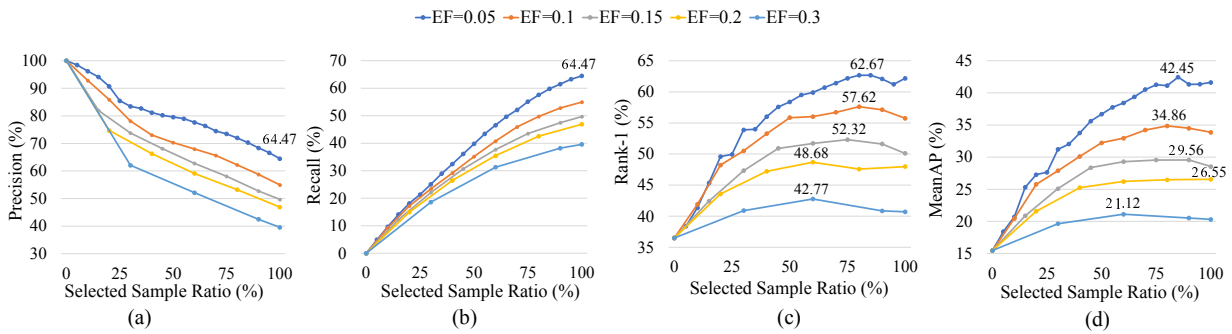 EF=0.05 EF=0.1 EF=0.15 EF=0.2 EF=0.3
Precision (%)
100
90
80
70
60
50
40
30
64.47
0 25 50 75 100
Selected Sample Ratio (%)
(a)
Recall (%)
70
60
50
40
30
20
10
0
64.47
0 25 50 75 100
Selected Sample Ratio (%)
(b)
Rank-1 (%)
65
60
55
50
45
40
35
62.67
57.62
52.32
48.68
42.77
0 25 50 75 100
Selected Sample Ratio (%)
(c)
MeanAP (%)
45
40
35
30
25
20
15
42.45
34.86
29.56
26.55
21.12
0 25 50 75 100
Selected Sample Ratio (%)
(d)